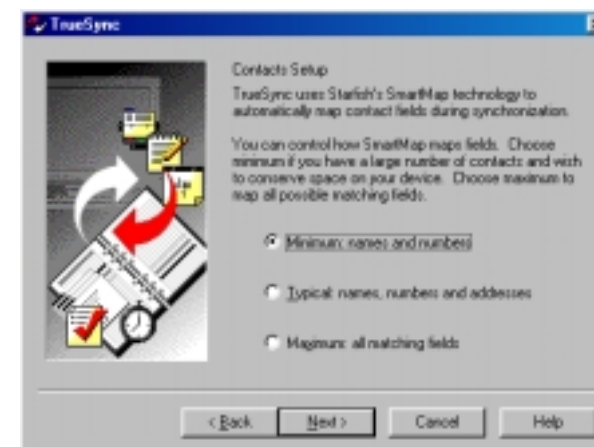 TrueSync
Contacts Setup
TrueSync uses Starfish's SmartMap technology to
automatically map contact fields during synchronization.
You can control how SmartMap maps fields. Choose
minimum if you have a large number of contacts and wish
to conserve space on your device. Choose maximum to
map all possible matching fields.
Minimum: names and numbers
Typical: names, numbers and addresses
Maximum: all matching fields
< Back
Next >
Cancel
Help